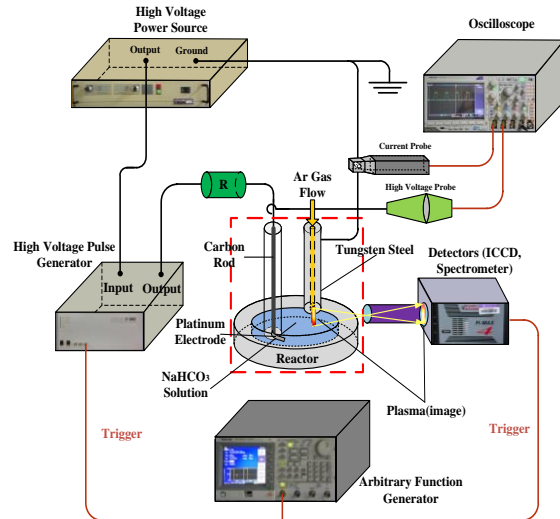 High Voltage
Power Source
Output
Ground
Oscilloscope
Current Probe
R
Ar Gas
Flow
High Voltage Probe
High Voltage Pulse
Generator
Carbon
Rod
Tungsten Steel
Detectors (ICCD,
Spectrometer)
Input
Output
Platinum
Electrode
Reactor
NaHCO₃
Solution
Plasma(image)
Trigger
Trigger
Arbitrary Function
Generator